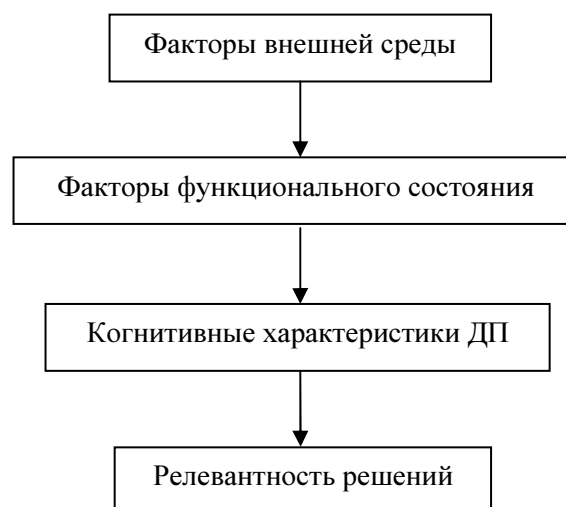 Факторы внешней среды
Факторы функционального состояния
Когнитивные характеристики ДП
Релевантность решений